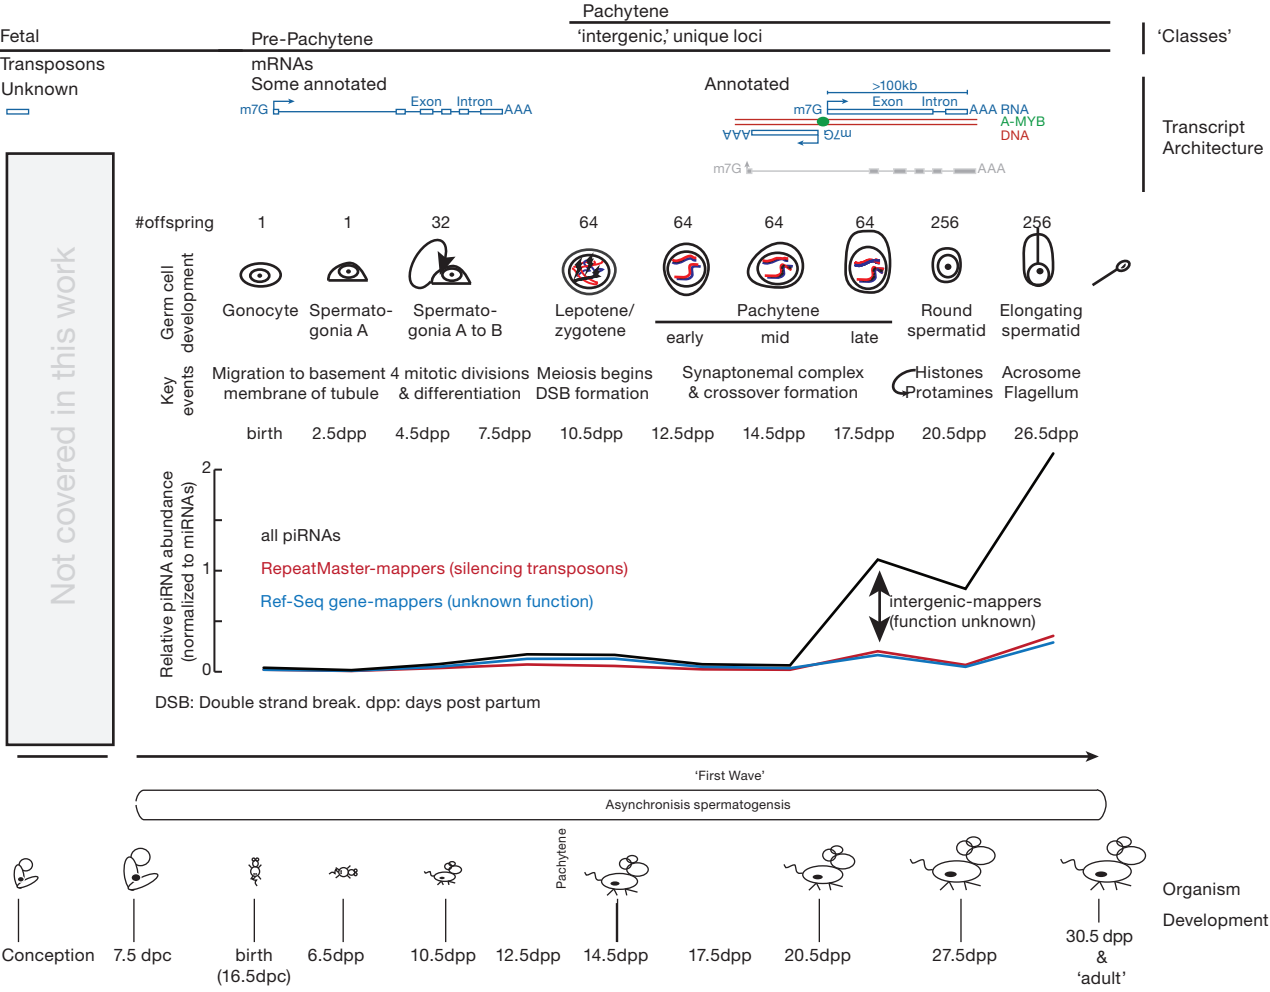 Pachytene
Fetal
Pre-Pachytene
'intergenic,' unique loci
'Classes'
Transposons
mRNAs
Unknown
Some annotated
Annotated
>100kb
m7G
Exon
Intron
AAA
m7G
Exon
Intron
AAA RNA
A-MYB
DNA
AAA
m7G
m7G
AAA
Transcript
Architecture
Not covered in this work
#offspring
1
1
32
64
64
64
64
256
256
Germ cell
development
Gonocyte
Spermato-
gonia A
Spermato-
gonia A to B
Lepotene/
zygotene
Pachytene
early
mid
late
Round
spermatid
Elongating
spermatid
Key
events
Migration to basement
membrane of tubule
4 mitotic divisions
& differentiation
Meiosis begins
DSB formation
Synaptonemal complex
& crossover formation
Histones
Protamines
Acrosome
Flagellum
birth
2.5dpp
4.5dpp
7.5dpp
10.5dpp
12.5dpp
14.5dpp
17.5dpp
20.5dpp
26.5dpp
Relative piRNA abundance
(normalized to miRNAs)
2
1
0
all piRNAs
RepeatMaster-mappers (silencing transposons)
Ref-Seq gene-mappers (unknown function)
intergenic-mappers
(function unknown)
DSB: Double strand break. dpp: days post partum
'First Wave'
Asynchronisis spermatogensis
Pachytene
Organism
Development
Conception
7.5 dpc
birth
(16.5dpc)
6.5dpp
10.5dpp
12.5dpp
14.5dpp
17.5dpp
20.5dpp
27.5dpp
30.5 dpp
&
'adult'